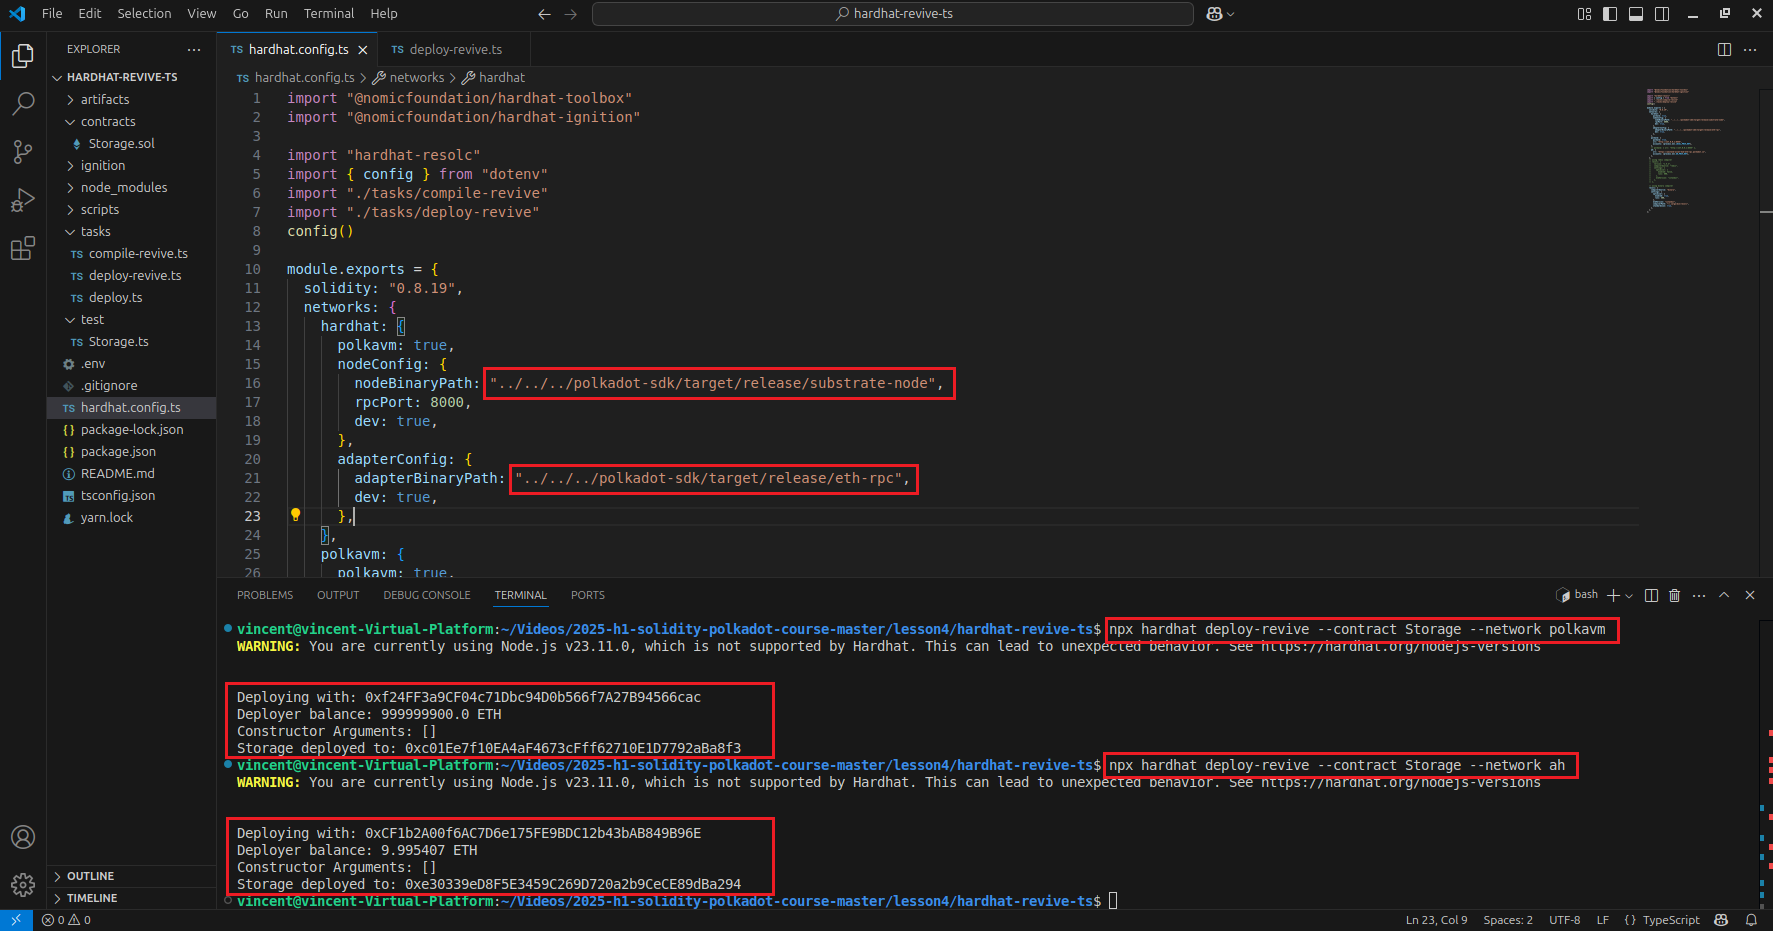 File Edit Selection View Go Run Terminal Help
hardhat-revive-ts
EXPLORER
HARDHAT-REVIVE-TS
artifacts
contracts
Storage.sol
ignition
node_modules
scripts
tasks
TS compile-revive.ts
TS deploy-revive.ts
TS deploy.ts
test
TS Storage.ts
.env
.gitignore
TS hardhat.config.ts
{} package-lock.json
{} package.json
README.md
TS tsconfig.json
yarn.lock
OUTLINE
TIMELINE
TS hardhat.config.ts
TS deploy-revive.ts
TS hardhat.config.ts > networks > hardhat
1 import "@nomicfoundation/hardhat-toolbox"
2 import "@nomicfoundation/hardhat-ignition"
3
4 import "hardhat-resolc"
5 import { config } from "dotenv"
6 import "./tasks/compile-revive"
7 import "./tasks/deploy-revive"
8 config()
9
10 module.exports = {
11 solidity: "0.8.19",
12 networks: {
13 hardhat: {
14 polkavm: true,
15 nodeConfig: {
16 nodeBinaryPath: "../../../polkadot-sdk/target/release/substrate-node",
17 rpcPort: 8000,
18 dev: true,
19 },
20 adapterConfig: {
21 adapterBinaryPath: "../../../polkadot-sdk/target/release/eth-rpc",
22 dev: true,
23 },
24 },
25 polkavm: {
26 polkavm: true,
PROBLEMS OUTPUT DEBUG CONSOLE TERMINAL PORTS
bash
vincent@vincent-Virtual-Platform:~/Videos/2025-h1-solidity-polkadot-course-master/lesson4/hardhat-revive-ts$ npx hardhat deploy-revive --contract Storage --network polkavm
WARNING: You are currently using Node.js v23.11.0, which is not supported by Hardhat. This can lead to unexpected behavior. See https://hardhat.org/nodejs-versions
Deploying with: 0xf24FF3a9CF04c71Dbc94D0b566f7A27B94566cac
Deployer balance: 999999900.0 ETH
Constructor Arguments: []
Storage deployed to: 0xc01Ee7f10EA4aF4673cFff62710E1D7792aBa8f3
vincent@vincent-Virtual-Platform:~/Videos/2025-h1-solidity-polkadot-course-master/lesson4/hardhat-revive-ts$ npx hardhat deploy-revive --contract Storage --network ah
WARNING: You are currently using Node.js v23.11.0, which is not supported by Hardhat. This can lead to unexpected behavior. See https://hardhat.org/nodejs-versions
Deploying with: 0xCF1b2A00f6AC7D6e175FE9BDC12b43bAB849B96E
Deployer balance: 9.995407 ETH
Constructor Arguments: []
Storage deployed to: 0xe30339eD8F5E3459C269D720a2b9CeCE89dBa294
vincent@vincent-Virtual-Platform:~/Videos/2025-h1-solidity-polkadot-course-master/lesson4/hardhat-revive-ts$
0 0
Ln 23, Col 9 Spaces: 2 UTF-8 LF {} TypeScript